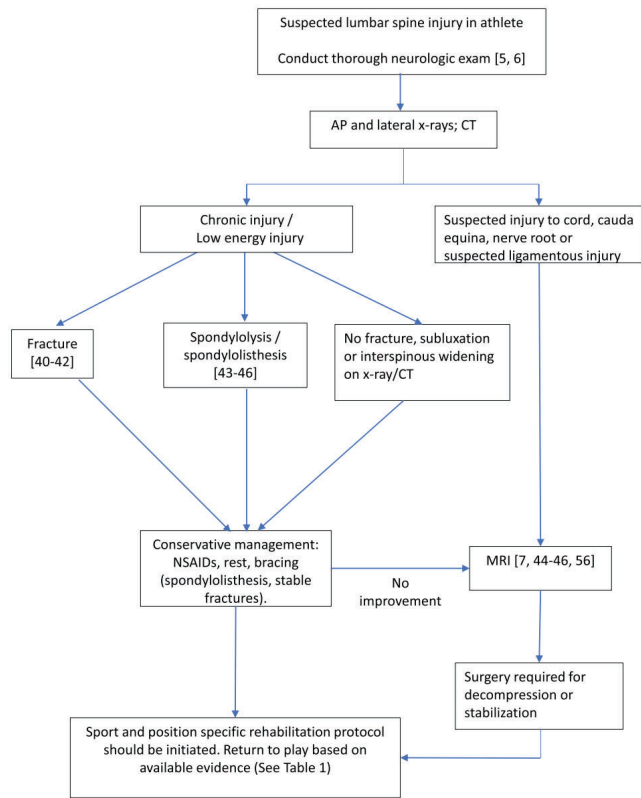 Suspected lumbar spine injury in athlete
Conduct thorough neurologic exam [5, 6]
AP and lateral x-rays; CT
Chronic injury /
Low energy injury
Suspected injury to cord, cauda
equina, nerve root or
suspected ligamentous injury
Fracture
[40-42]
Spondylolysis /
spondylolisthesis
[43-46]
No fracture, subluxation
or interspinous widening
on x-ray/CT
Conservative management:
NSAIDs, rest, bracing
(spondylolisthesis, stable
fractures).
No
improvement
MRI [7, 44-46, 56]
Surgery required for
decompression or
stabilization
Sport and position specific rehabilitation protocol
should be initiated. Return to play based on
available evidence (See Table 1)